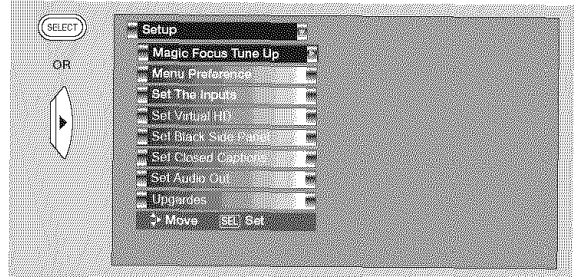 SELECT
OR
Setup
Magic Focus Tune Up
Menu Preference
Set The Inputs
Set Virtual HD
Set Black Side Panel
Set Closed Captions
Set Audio Out
Upgardes
Move SEL Set